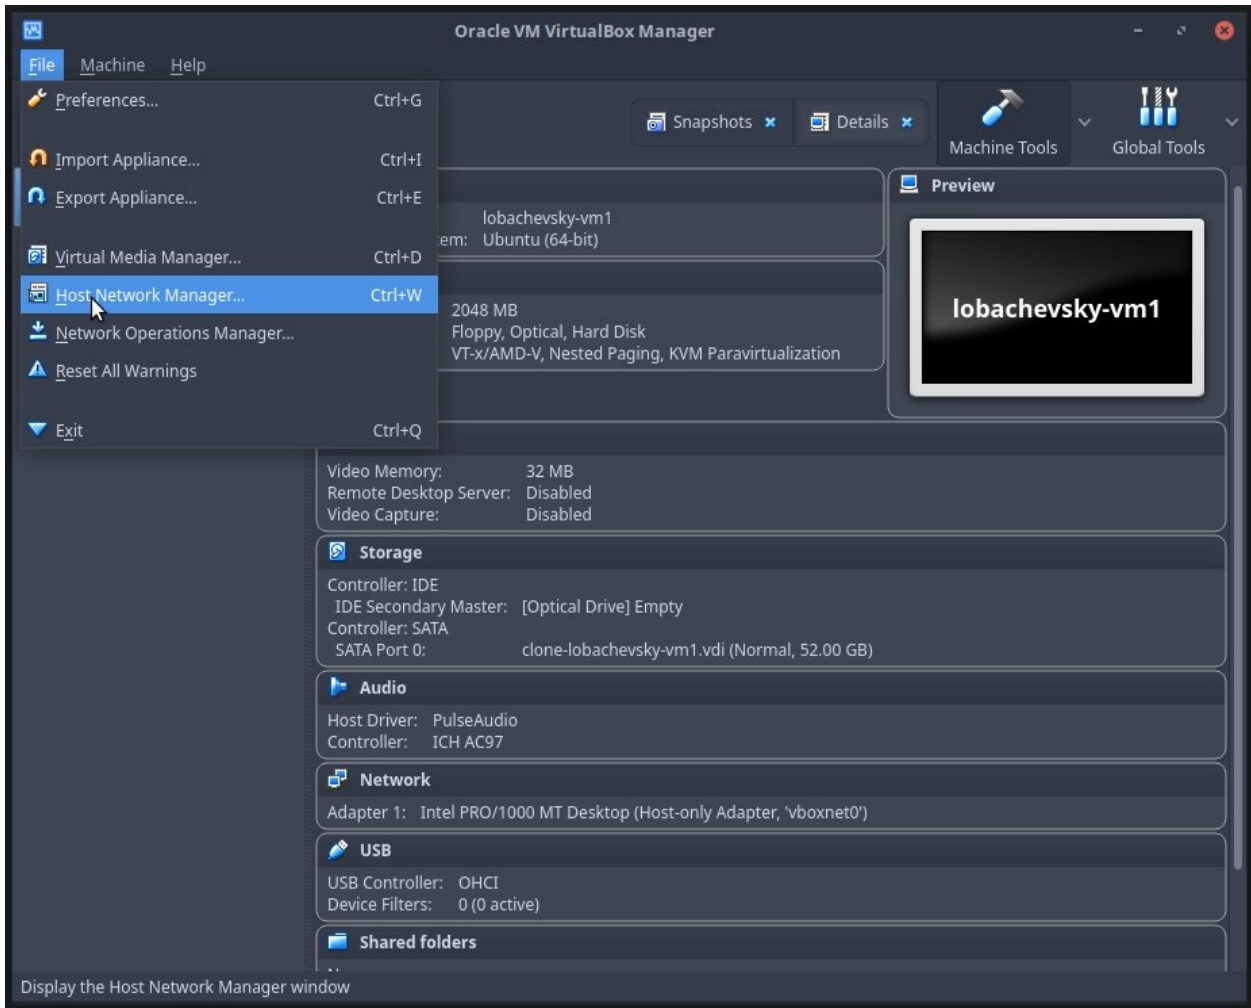 Oracle VM VirtualBox Manager
File Machine Help
Preferences... Ctrl+G
Import Appliance... Ctrl+I
Export Appliance... Ctrl+E
Virtual Media Manager... Ctrl+D
Host Network Manager... Ctrl+W
Network Operations Manager...
Reset All Warnings
Exit Ctrl+Q
Snapshots Details
Machine Tools Global Tools
lobachevsky-vm1
em: Ubuntu (64-bit)
2048 MB
Floppy, Optical, Hard Disk
VT-x/AMD-V, Nested Paging, KVM Paravirtualization
Preview
lobachevsky-vm1
Video Memory: 32 MB
Remote Desktop Server: Disabled
Video Capture: Disabled
Storage
Controller: IDE
IDE Secondary Master: [Optical Drive] Empty
Controller: SATA
SATA Port 0: clone-lobachevsky-vm1.vdi (Normal, 52.00 GB)
Audio
Host Driver: PulseAudio
Controller: ICH AC97
Network
Adapter 1: Intel PRO/1000 MT Desktop (Host-only Adapter, 'vboxnet0')
USB
USB Controller: OHCI
Device Filters: 0 (0 active)
Shared folders
Display the Host Network Manager window